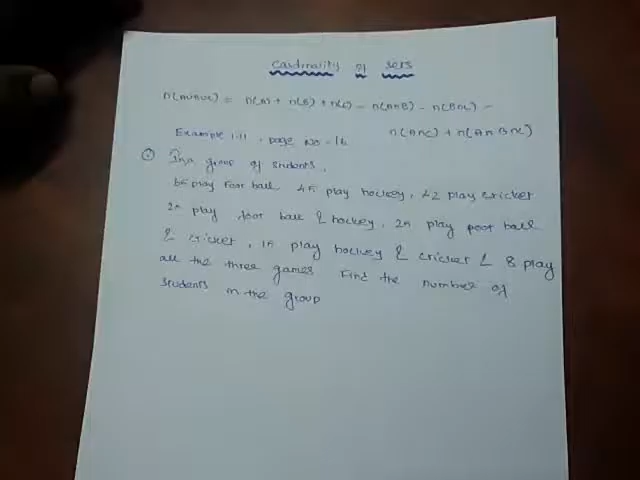 Cardinality of sets
n(AUBUC) = n(A) + n(B) + n(C) - n(A∩B) - n(B∩C) -
n(A∩C) + n(A∩B∩C)
Example 1.11, page No - 16
In a group of students,
65 play Foot ball 45 play hockey, 42 play cricket
20 play foot ball & hockey, 25 play foot ball
& cricket, 15 play hockey & cricket & 8 play
all the three games Find the number of
students in the group